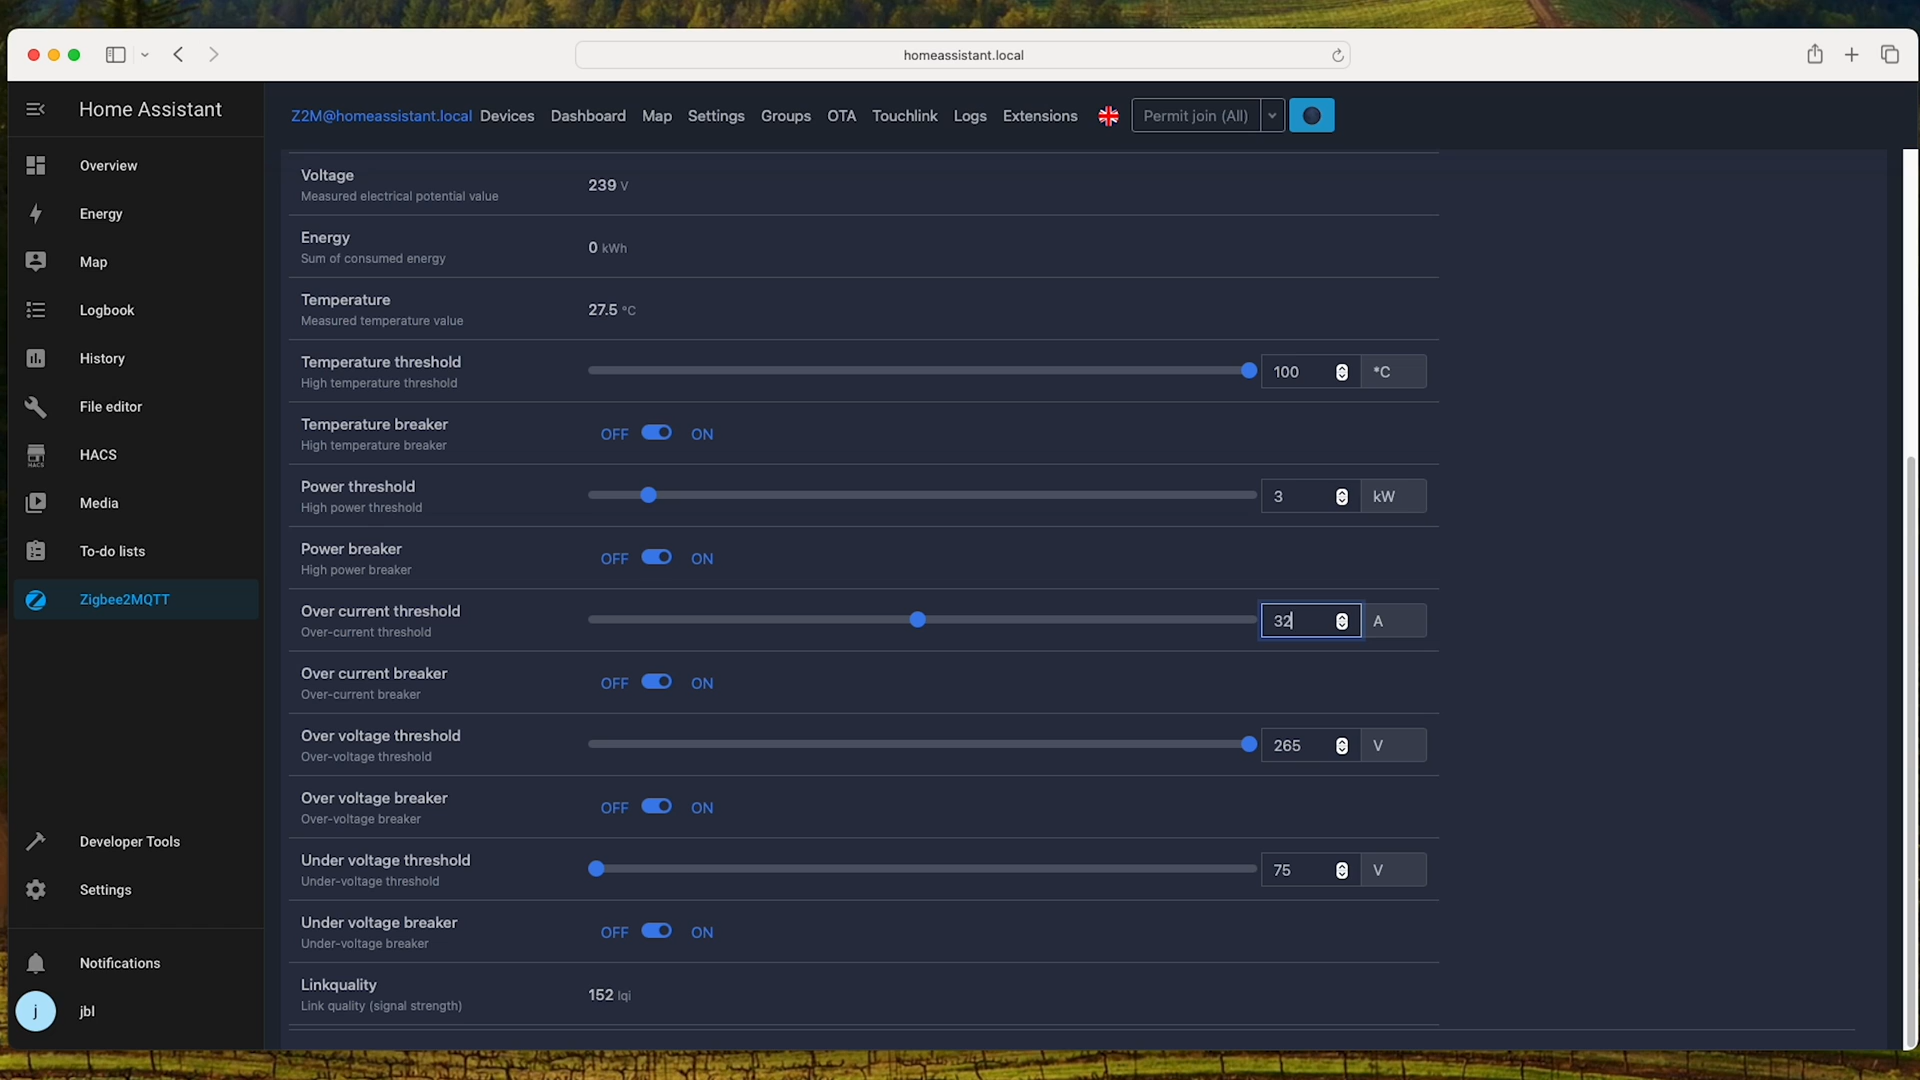 homeassistant.local
Home Assistant
Z2M@homeassistant.local Devices Dashboard Map Settings Groups OTA Touchlink Logs Extensions Permit join (All)
Overview
Energy
Map
Logbook
History
File editor
HACS
HACS
Media
To-do lists
Zigbee2MQTT
Developer Tools
Settings
Notifications
j jbl
Voltage
Measured electrical potential value
239 V
Energy
Sum of consumed energy
0 kWh
Temperature
Measured temperature value
27.5 °C
Temperature threshold
High temperature threshold
100 *C
Temperature breaker
High temperature breaker
OFF ON
Power threshold
High power threshold
3 kW
Power breaker
High power breaker
OFF ON
Over current threshold
Over-current threshold
32 A
Over current breaker
Over-current breaker
OFF ON
Over voltage threshold
Over-voltage threshold
265 V
Over voltage breaker
Over-voltage breaker
OFF ON
Under voltage threshold
Under-voltage threshold
75 V
Under voltage breaker
Under-voltage breaker
OFF ON
Linkquality
Link quality (signal strength)
152 lqi